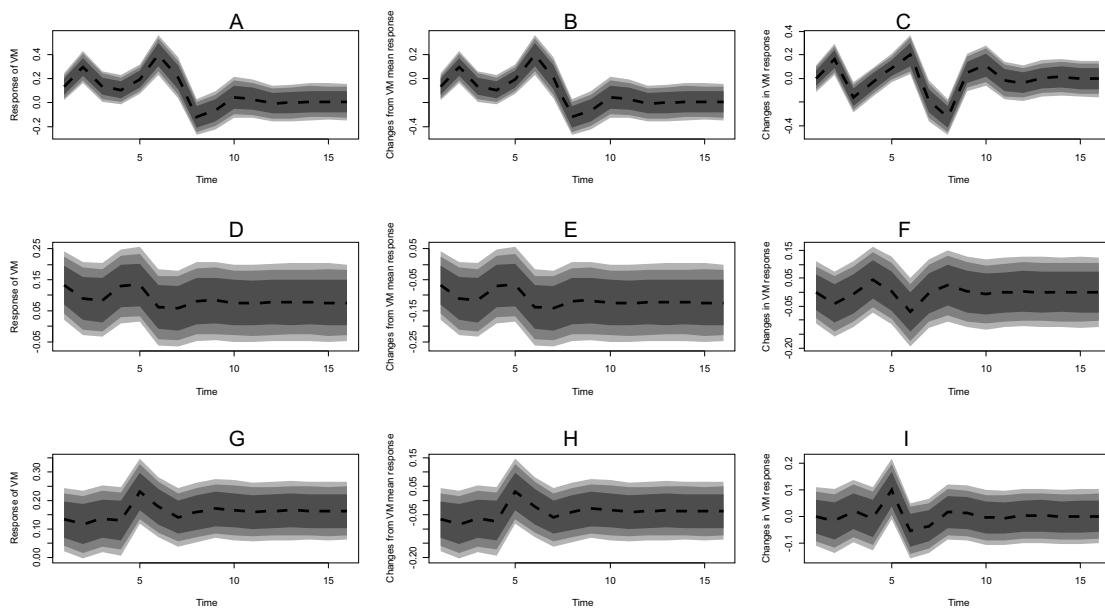 A
Response of VM
0.4
0.2
0.0
-0.2
5
10
15
Time
B
Changes from VM mean response
0.2
0.0
-0.4
5
10
15
Time
C
Changes in VM response
0.4
0.0
-0.4
5
10
15
Time
D
Response of VM
0.25
0.15
0.05
-0.05
5
10
15
Time
E
Changes from VM mean response
0.05
-0.05
-0.15
-0.25
5
10
15
Time
F
Changes in VM response
0.15
0.05
-0.05
-0.20
5
10
15
Time
G
Response of VM
0.30
0.20
0.10
0.00
5
10
15
Time
H
Changes from VM mean response
0.15
0.05
-0.05
-0.20
5
10
15
Time
I
Changes in VM response
0.2
0.1
0.0
-0.1
5
10
15
Time